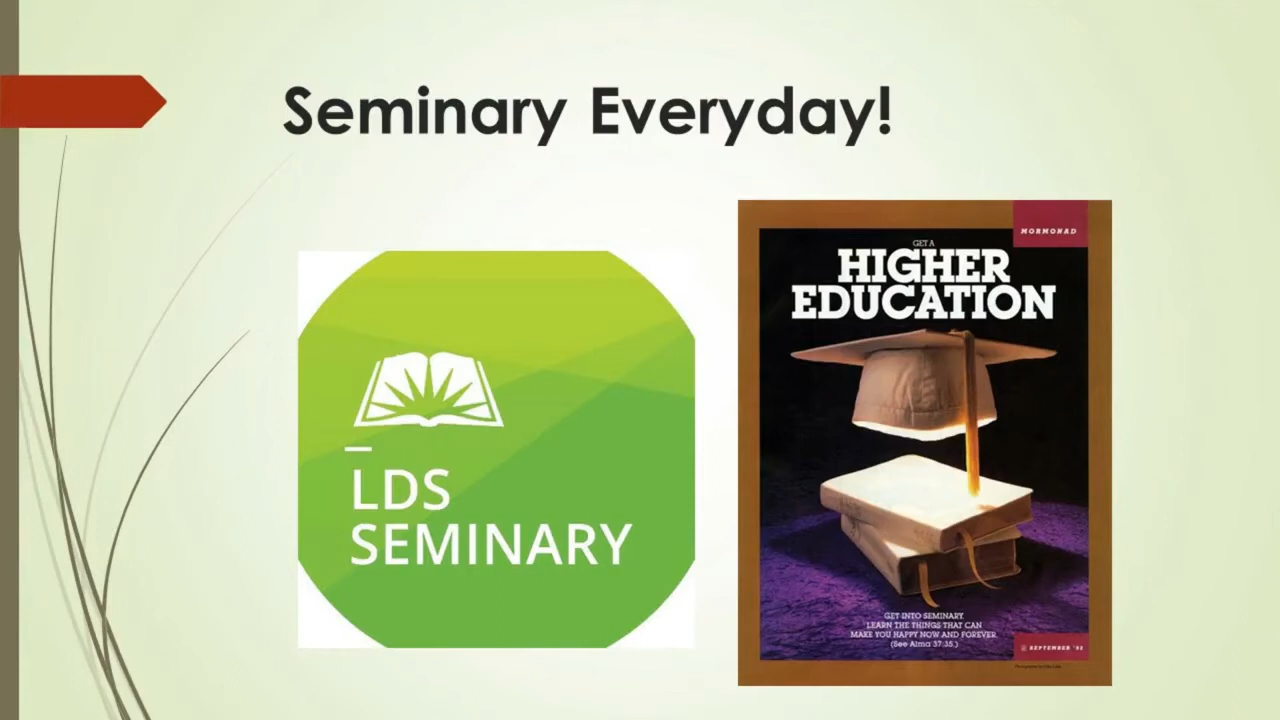 Seminary Everyday!
LDS
SEMINARY
MORMONAD
GET A
HIGHER
EDUCATION
GET INTO SEMINARY.
LEARN THE THINGS THAT CAN
MAKE YOU HAPPY NOW AND FOREVER.
(See Alma 37:35.)
SEPTEMBER